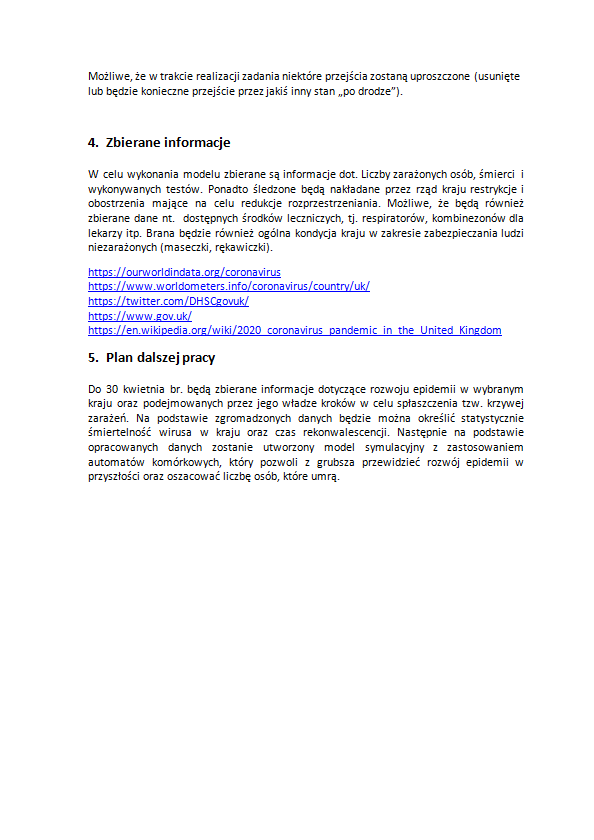 Możliwe, że w trakcie realizacji zadania niektóre przejścia zostaną uproszczone (usunięte
lub będzie konieczne przejście przez jakiś inny stan „po drodze”).
4. Zbierane informacje
W celu wykonania modelu zbierane są informacje dot. Liczby zarażonych osób, śmierci i
wykonywanych testów. Ponadto śledzone będą nakładane przez rząd kraju restrykcje i
obostrzenia mające na celu redukcje rozprzestrzeniania. Możliwe, że będą również
zbierane dane nt. dostępnych środków leczniczych, tj. respiratorów, kombinezonów dla
lekarzy itp. Brana będzie również ogólna kondycja kraju w zakresie zabezpieczania ludzi
niezarażonych (maseczki, rękawiczki).
https://ourworldindata.org/coronavirus
https://www.worldometers.info/coronavirus/country/uk/
https://twitter.com/DHSCgovuk/
https://www.gov.uk/
https://en.wikipedia.org/wiki/2020_coronavirus_pandemic_in_the_United_Kingdom
5. Plan dalszej pracy
Do 30 kwietnia br. będą zbierane informacje dotyczące rozwoju epidemii w wybranym
kraju oraz podejmowanych przez jego władze kroków w celu spłaszczenia tzw. krzywej
zarażeń. Na podstawie zgromadzonych danych będzie można określić statystycznie
śmiertelność wirusa w kraju oraz czas rekonwalescencji. Następnie na podstawie
opracowanych danych zostanie utworzony model symulacyjny z zastosowaniem
automatów komórkowych, który pozwoli z grubsza przewidzieć rozwój epidemii w
przyszłości oraz oszacować liczbę osób, które umrą.